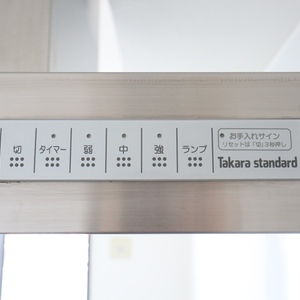 切 タイマー 弱 中 強 ランプ
お手入れサイン
リセットは「切」3秒押し
Takara standard